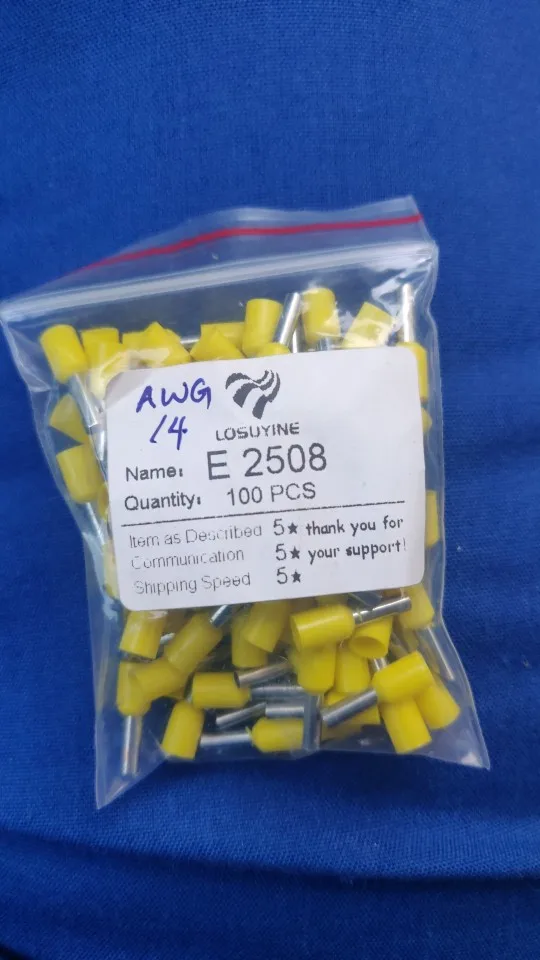 AWG
14
LOSUYINE
Name: E 2508
Quantity: 100 PCS
Item as Described 5★ thank you for
Communication 5★ your support!
Shipping Speed 5★